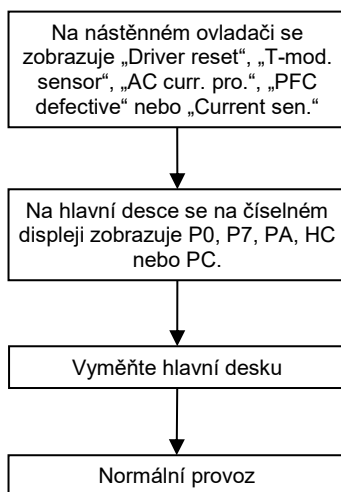 Na nástěnném ovladači se
zobrazuje „Driver reset“, „T-mod.
sensor“, „AC curr. pro.“, „PFC
defective“ nebo „Current sen.“
Na hlavní desce se na číselném
displeji zobrazuje P0, P7, PA, HC
nebo PC.
Vyměňte hlavní desku
Normální provoz